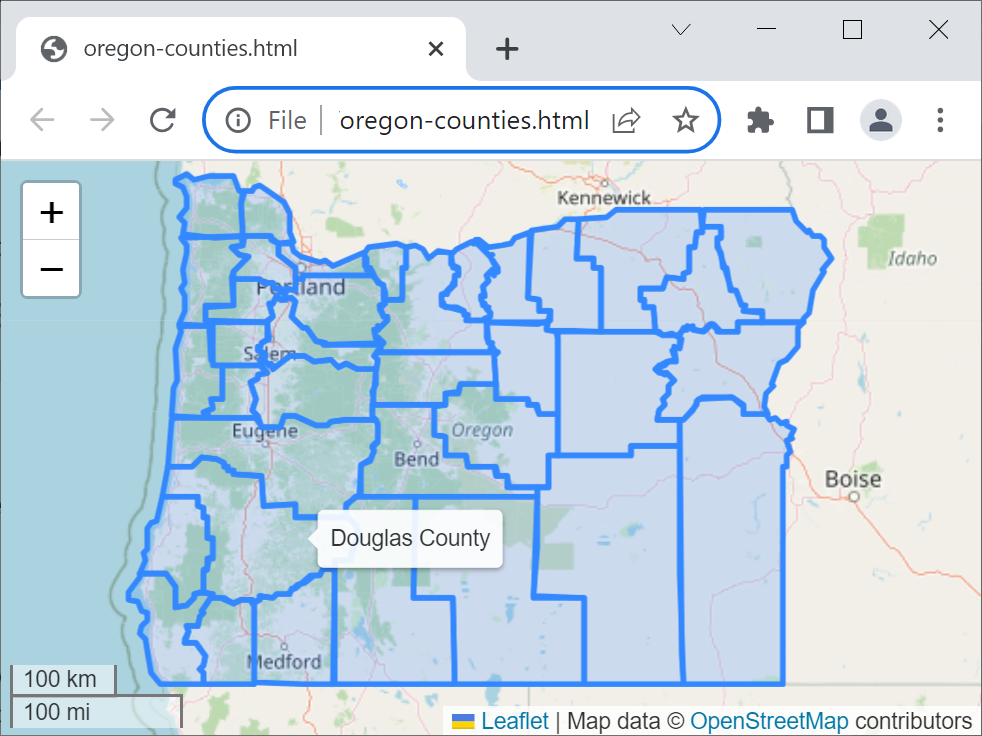 oregon-counties.html
File oregon-counties.html
+
−
Kennewick
Idaho
Portland
Salem
Eugene
Oregon
Bend
Boise
Douglas County
Medford
100 km
100 mi
Leaflet | Map data © OpenStreetMap contributors